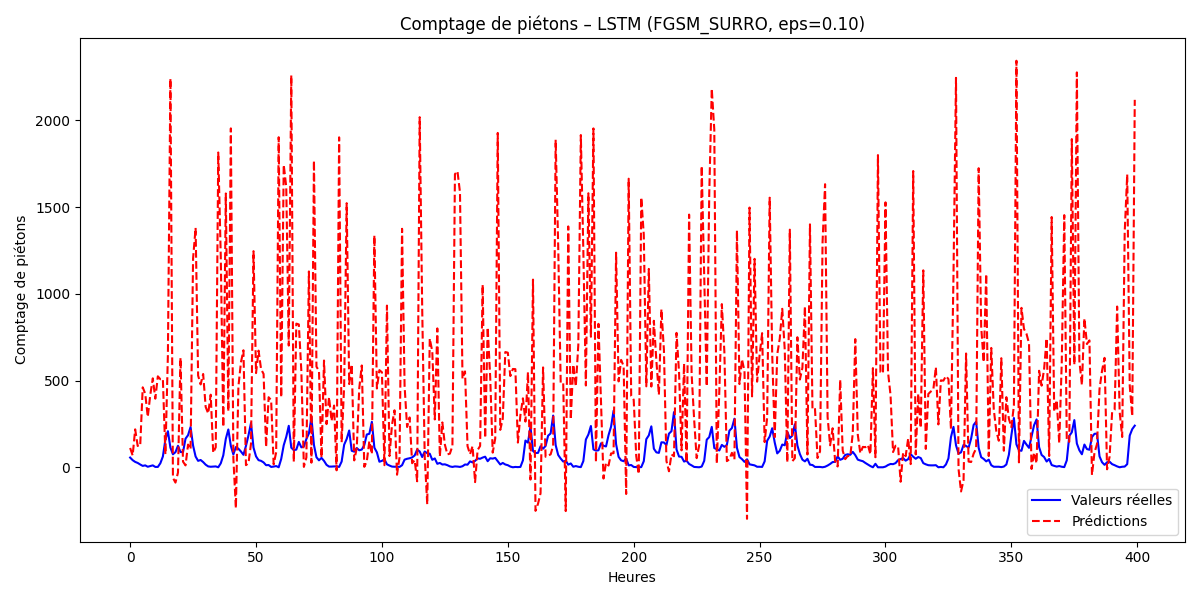 Comptage de piétons – LSTM (FGSM_SURRO, eps=0.10)
Comptage de piétons
2000
1500
1000
500
0
0 50 100 150 200 250 300 350 400
Heures
Valeurs réelles
Prédictions